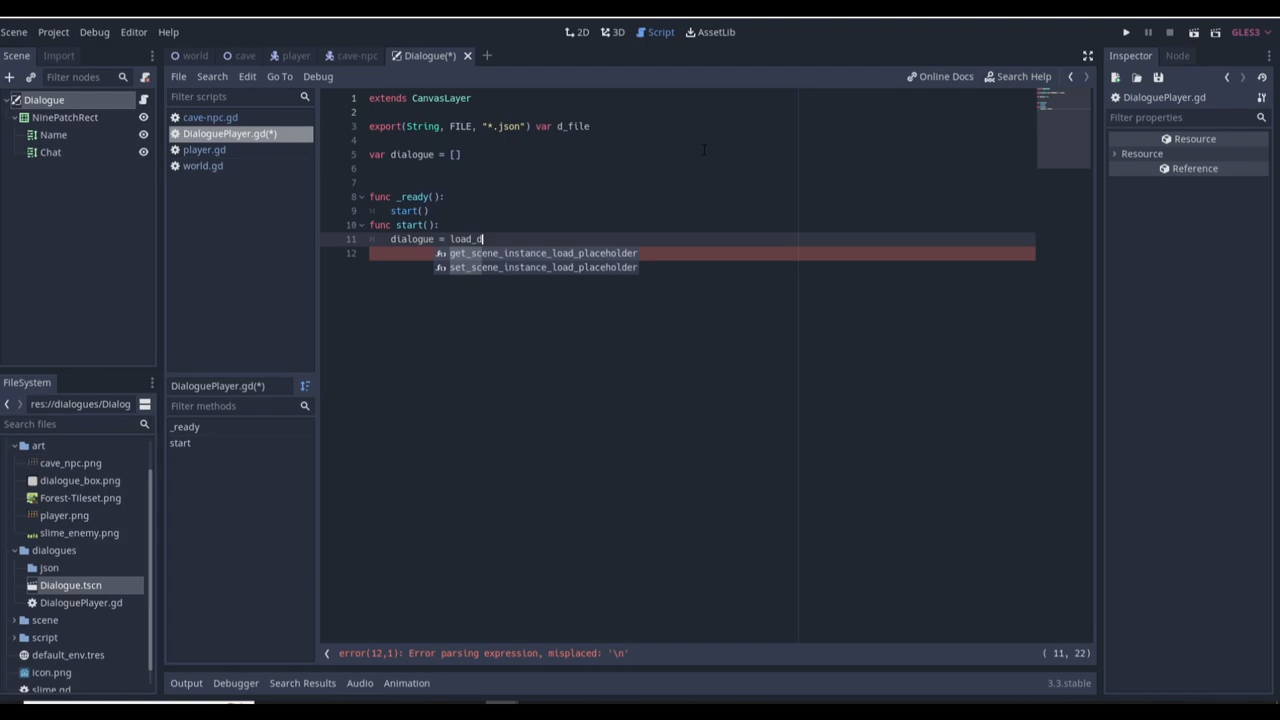 Scene Project Debug Editor Help
2D 3D Script AssetLib
GLES3
Scene Import
world cave player cave-npc Dialogue(*)
Inspector Node
Filter nodes
File Search Edit Go To Debug
Online Docs Search Help
Dialogue
NinePatchRect
Name
Chat
Filter scripts
cave-npc.gd
DialoguePlayer.gd(*)
player.gd
world.gd
DialoguePlayer.gd(*)
Filter methods
_ready
start
1 extends CanvasLayer
2
3 export(String, FILE, "*.json") var d_file
4
5 var dialogue = []
6
7
8 func _ready():
9 start()
10 func start():
11 dialogue = load_d
12
get_scene_instance_load_placeholder
set_scene_instance_load_placeholder
DialoguePlayer.gd
Filter properties
Resource
Resource
Reference
FileSystem
res://dialogues/Dialog
Search files
art
cave_npc.png
dialogue_box.png
Forest-Tileset.png
player.png
slime_enemy.png
dialogues
json
Dialogue.tscn
DialoguePlayer.gd
scene
script
default_env.tres
icon.png
slime.gd
error(12,1): Error parsing expression, misplaced: '\n'
( 11, 22)
Output Debugger Search Results Audio Animation
3.3.stable